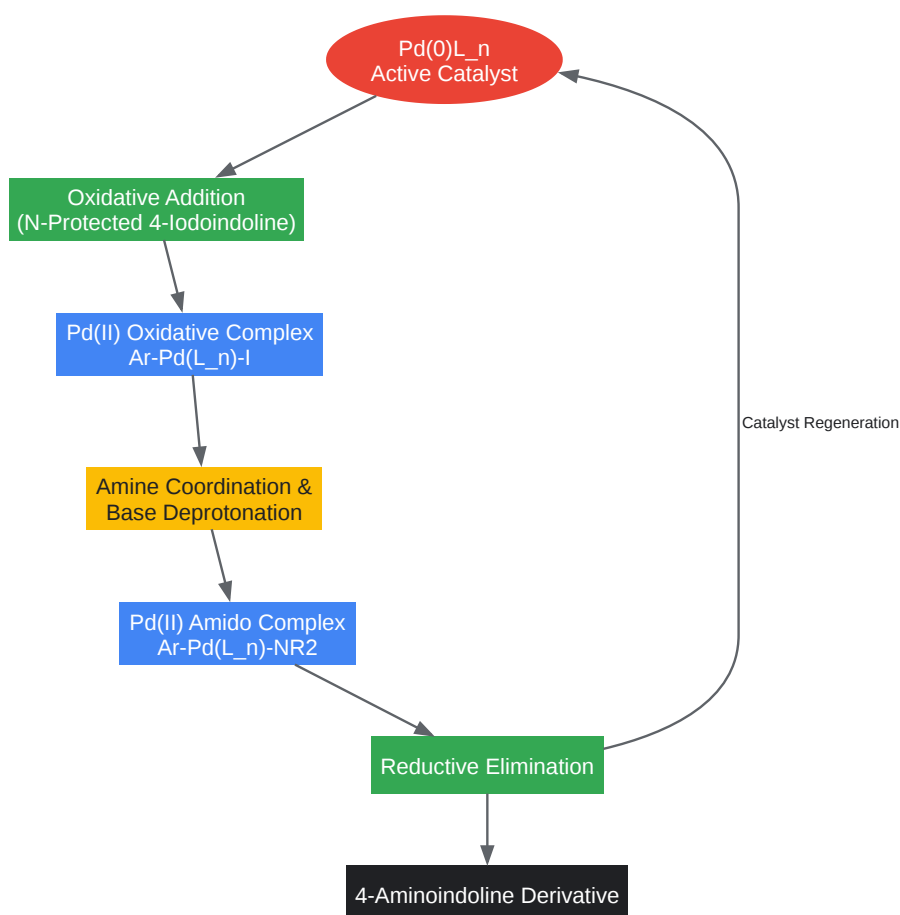 Pd(0)L_n
Active Catalyst
Oxidative Addition
(N-Protected 4-Iodoindoline)
Pd(II) Oxidative Complex
Ar-Pd(L_n)-I
Catalyst Regeneration
Amine Coordination &
Base Deprotonation
Pd(II) Amido Complex
Ar-Pd(L_n)-NR2
Reductive Elimination
4-Aminoindoline Derivative